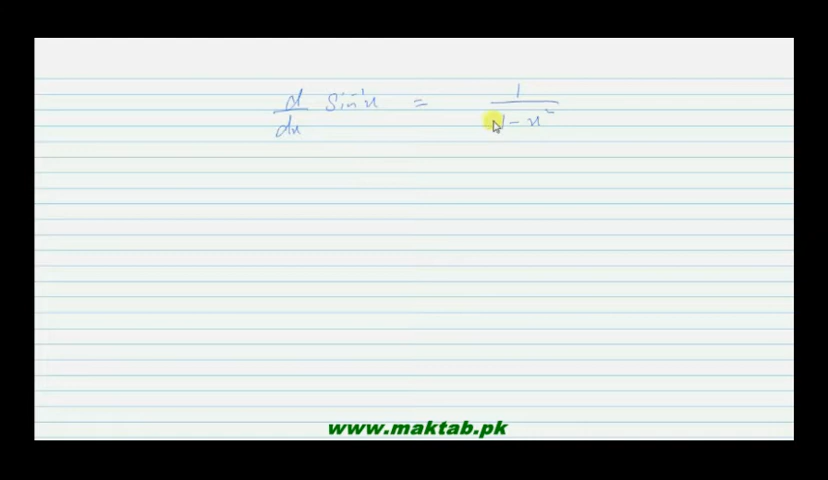 d/dx sin⁻¹x = 1/1 - x²
www.maktab.pk